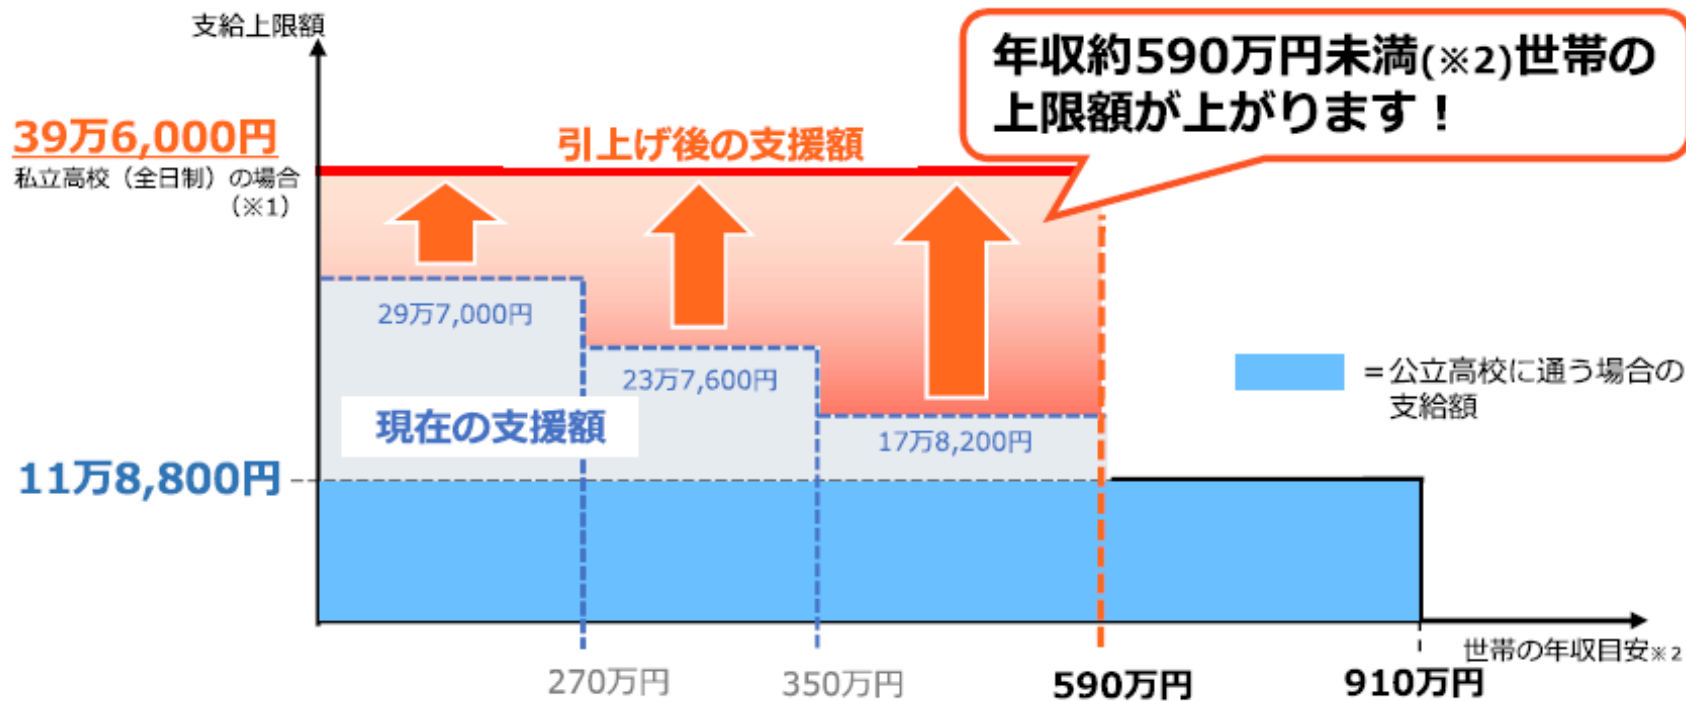 支給上限額
年収約590万円未満(※2)世帯の
上限額が上がります！
39万6,000円
私立高校（全日制）の場合
（※1）
引上げ後の支援額
29万7,000円
23万7,600円
17万8,200円
現在の支援額
＝公立高校に通う場合の
支給額
11万8,800円
世帯の年収目安※2
270万円
350万円
590万円
910万円